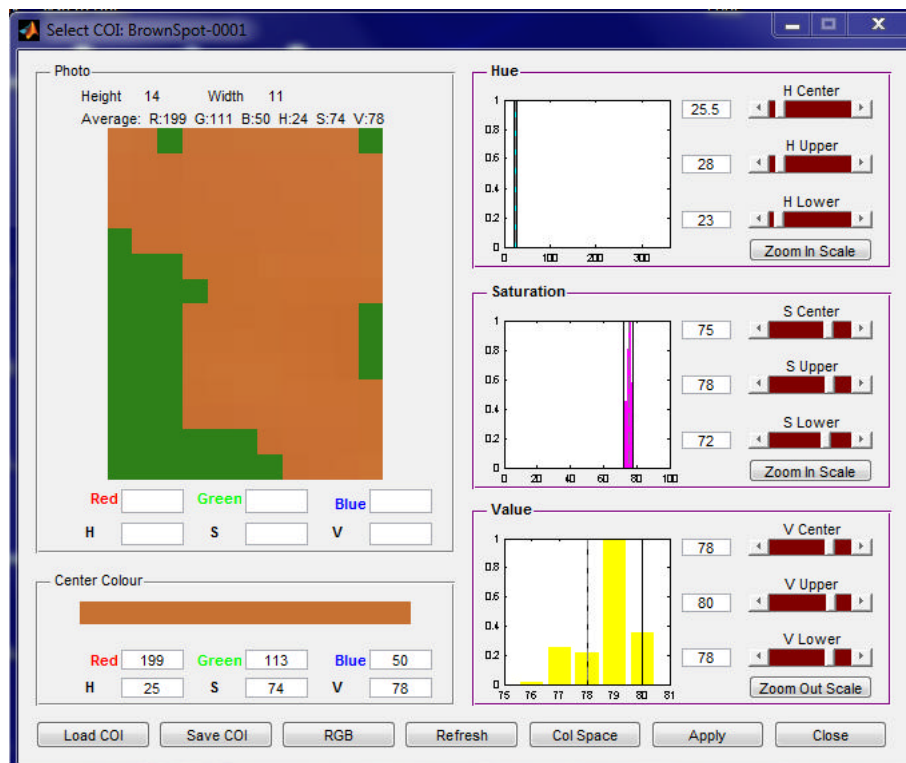 Select COI: BrownSpot-0001
Photo
Height 14 Width 11
Average: R:199 G:111 B:50 H:24 S:74 V:78
Red Green Blue
H S V
Center Colour
Red 199 Green 113 Blue 50
H 25 S 74 V 78
Hue
1
0.8
0.6
0.4
0.2
0
0 100 200 300
25.5 H Center
28 H Upper
23 H Lower
Zoom In Scale
Saturation
1
0.8
0.6
0.4
0.2
0
0 20 40 60 80 100
75 S Center
78 S Upper
72 S Lower
Zoom In Scale
Value
1
0.8
0.6
0.4
0.2
0
75 76 77 78 79 80 81
78 V Center
80 V Upper
78 V Lower
Zoom Out Scale
Load COI Save COI RGB Refresh Col Space Apply Close